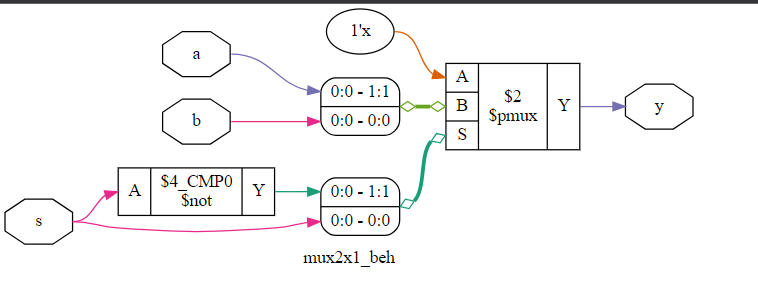 1'x
a
A
0:0 - 1:1
B
$2
$pmux
Y
y
b
0:0 - 0:0
S
A
$4_CMP0
$not
Y
0:0 - 1:1
s
0:0 - 0:0
mux2x1_beh